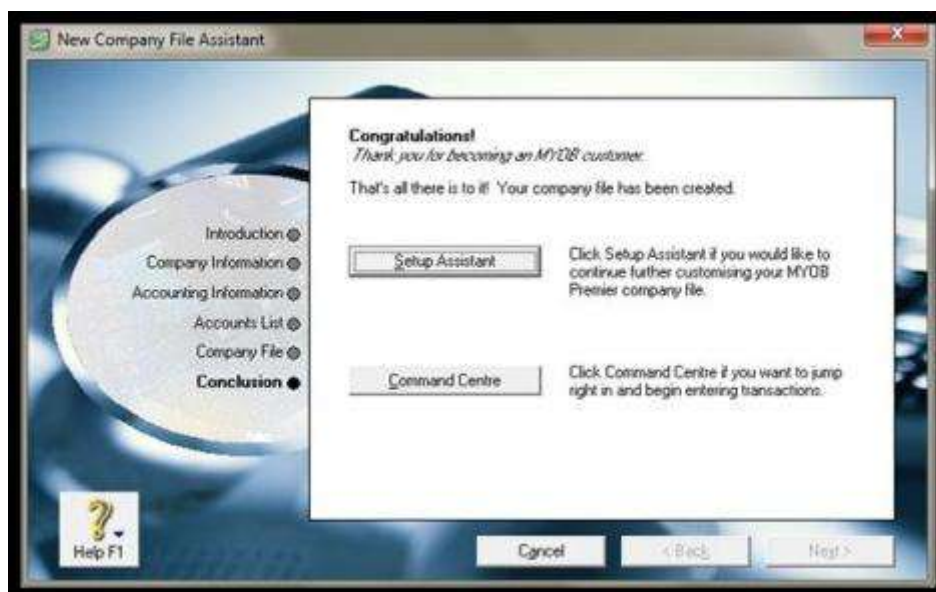 New Company File Assistant
Congratulations!
Thank you for becoming an MYOB customer.
That's all there is to it! Your company file has been created.
Introduction
Company Information
Accounting Information
Accounts List
Company File
Conclusion
Setup Assistant
Click Setup Assistant if you would like to
continue further customising your MYOB
Premier company file.
Command Centre
Click Command Centre if you want to jump
right in and begin entering transactions.
Help F1
Cancel
< Back
Next >